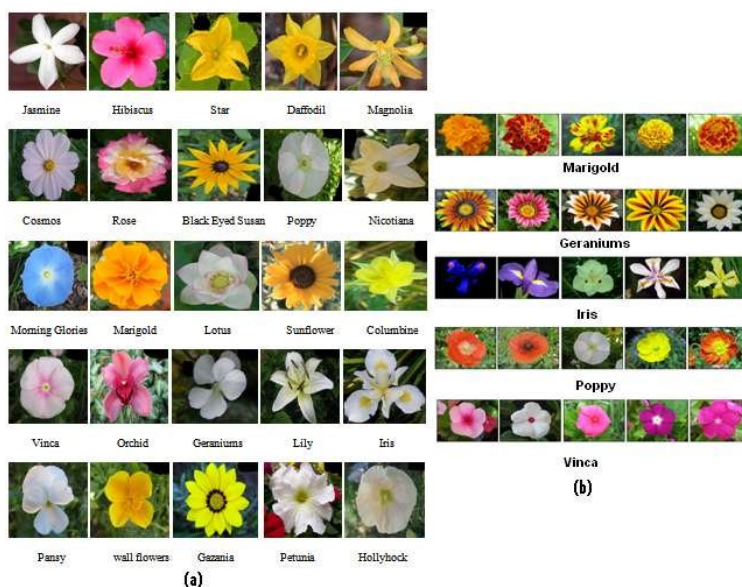 Jasmine Hibiscus Star Daffodil Magnolia
Cosmos Rose Black Eyed Susan Poppy Nicotiana
Morning Glories Marigold Lotus Sunflower Columbine
Vinca Orchid Geraniums Lily Iris
Pansy wall flowers Gazania Petunia Hollyhock
(a)
Marigold
Geraniums
Iris
Poppy
Vinca
(b)